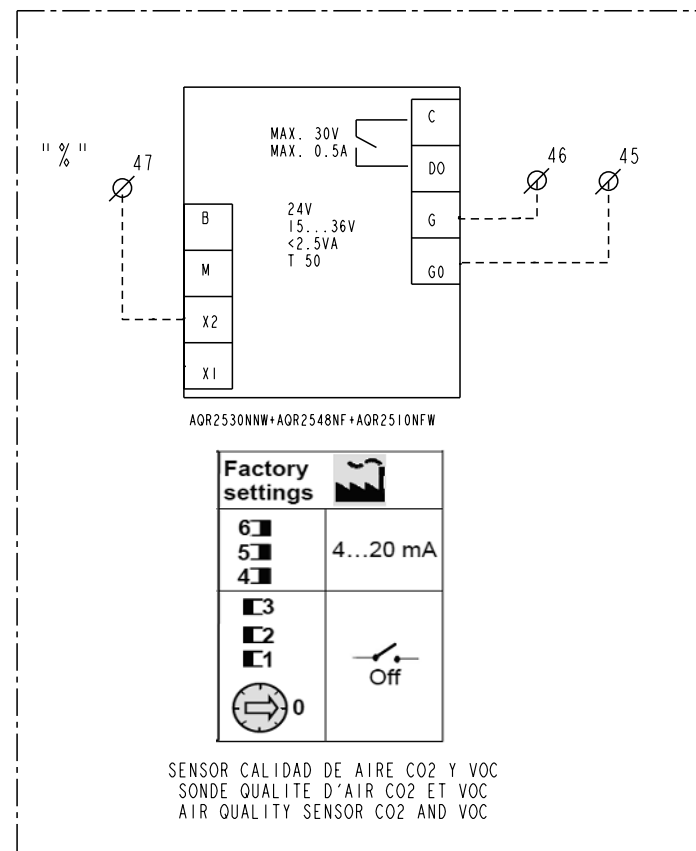 " % "
47
MAX. 30V
MAX. 0.5A
C
D0
G
G0
46
45
B
M
X2
X1
24V
15...36V
<2.5VA
T 50
AQR2530NNW+AQR2548NF+AQR2510NFW
Factory
settings
6
5
4
4...20 mA
3
2
1
0
Off
SENSOR CALIDAD DE AIRE CO2 Y VOC
SONDE QUALITE D'AIR CO2 ET VOC
AIR QUALITY SENSOR CO2 AND VOC